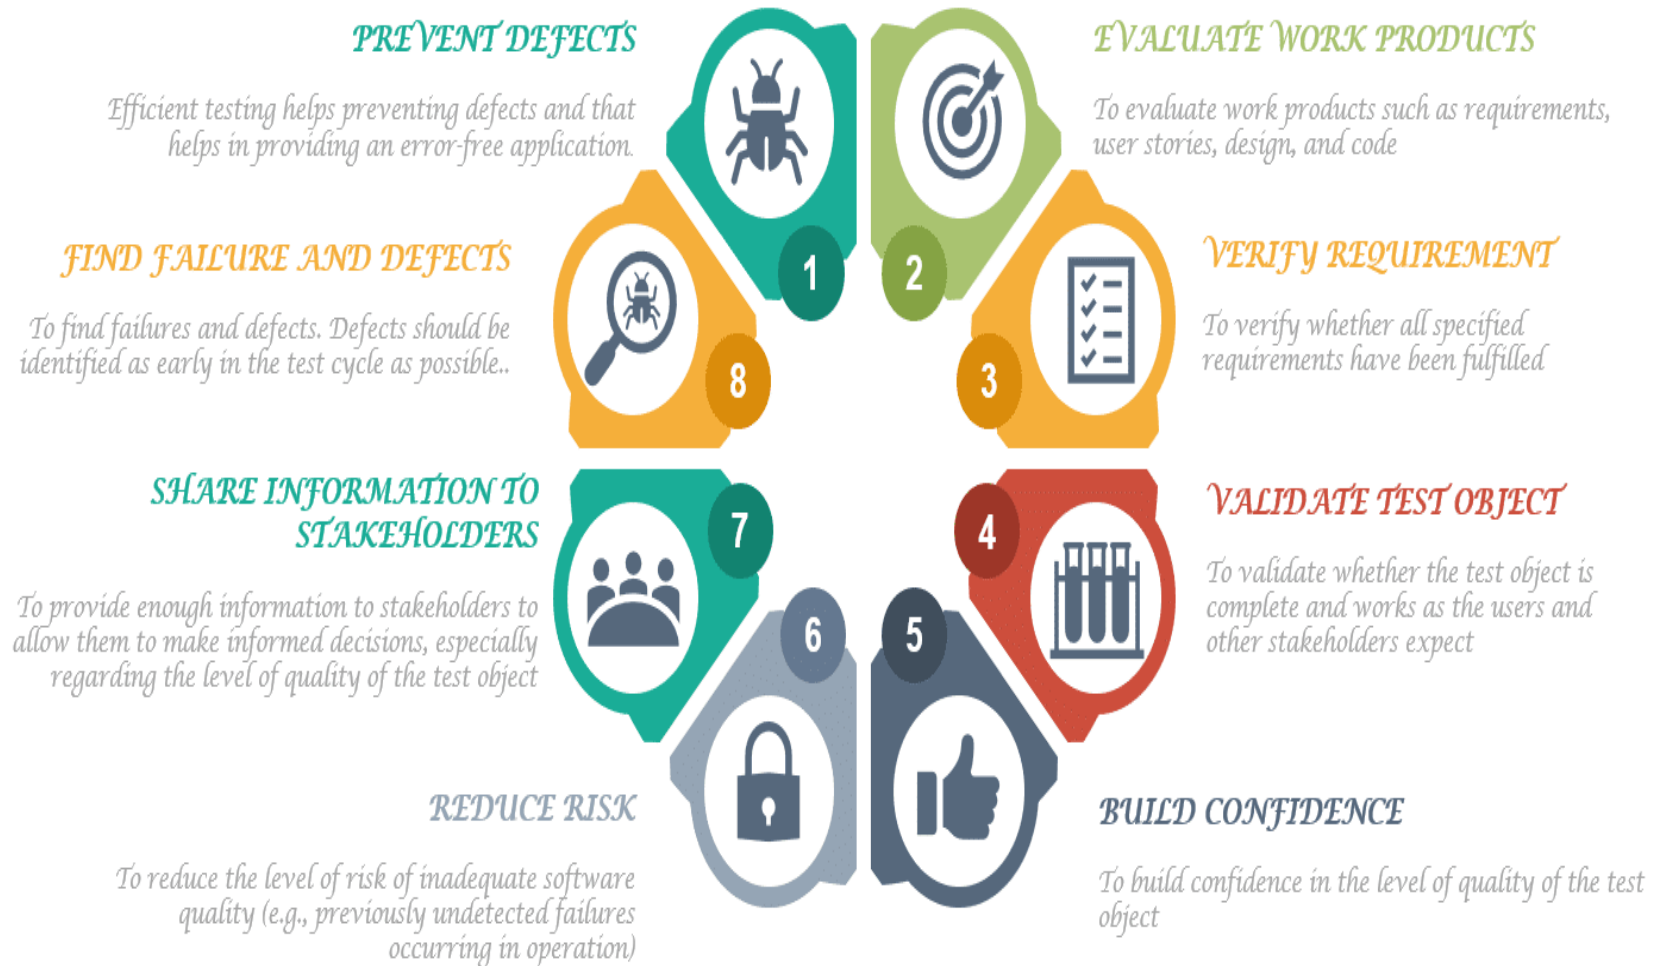 PREVENT DEFECTS
Efficient testing helps preventing defects and that
helps in providing an error-free application.
1
EVALUATE WORK PRODUCTS
To evaluate work products such as requirements,
user stories, design, and code
2
VERIFY REQUIREMENT
To verify whether all specified
requirements have been fulfilled
3
VALIDATE TEST OBJECT
To validate whether the test object is
complete and works as the users and
other stakeholders expect
4
BUILD CONFIDENCE
To build confidence in the level of quality of the test
object
5
REDUCE RISK
To reduce the level of risk of inadequate software
quality (e.g., previously undetected failures
occurring in operation)
6
SHARE INFORMATION TO
STAKEHOLDERS
To provide enough information to stakeholders to
allow them to make informed decisions, especially
regarding the level of quality of the test object
7
FIND FAILURE AND DEFECTS
To find failures and defects. Defects should be
identified as early in the test cycle as possible..
8